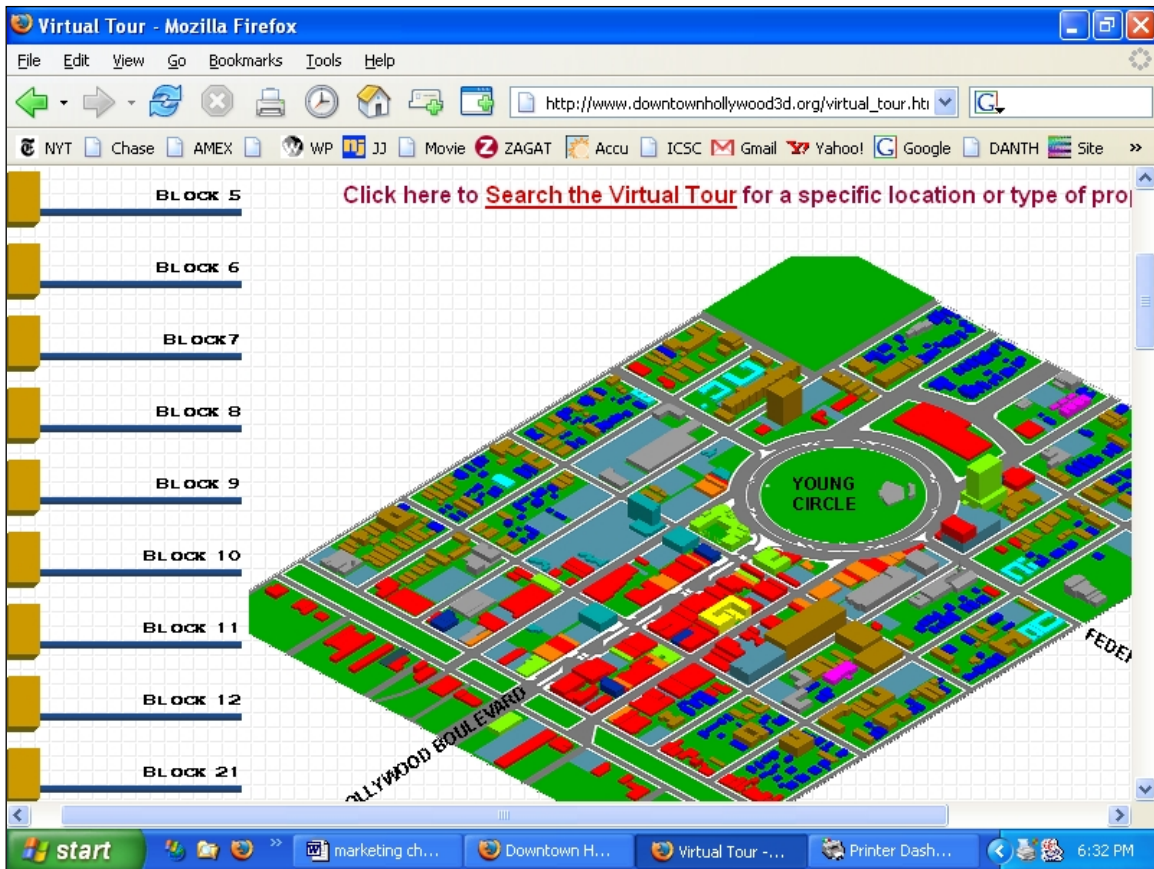 Virtual Tour - Mozilla Firefox
File Edit View Go Bookmarks Tools Help
http://www.downtownhollywood3d.org/virtual_tour.ht
G
NYT Chase AMEX WP JJ Movie ZAGAT Accu ICSC Gmail Yahoo! Google DANTH Site »
BLOCK 5
Click here to Search the Virtual Tour for a specific location or type of prop
BLOCK 6
BLOCK7
BLOCK 8
BLOCK 9
YOUNG
CIRCLE
BLOCK 10
BLOCK 11
FEDE
BLOCK 12
OLLYWOOD BOULEVARD
BLOCK 21
start » marketing ch... Downtown H... Virtual Tour -... Printer Dash... 6:32 PM